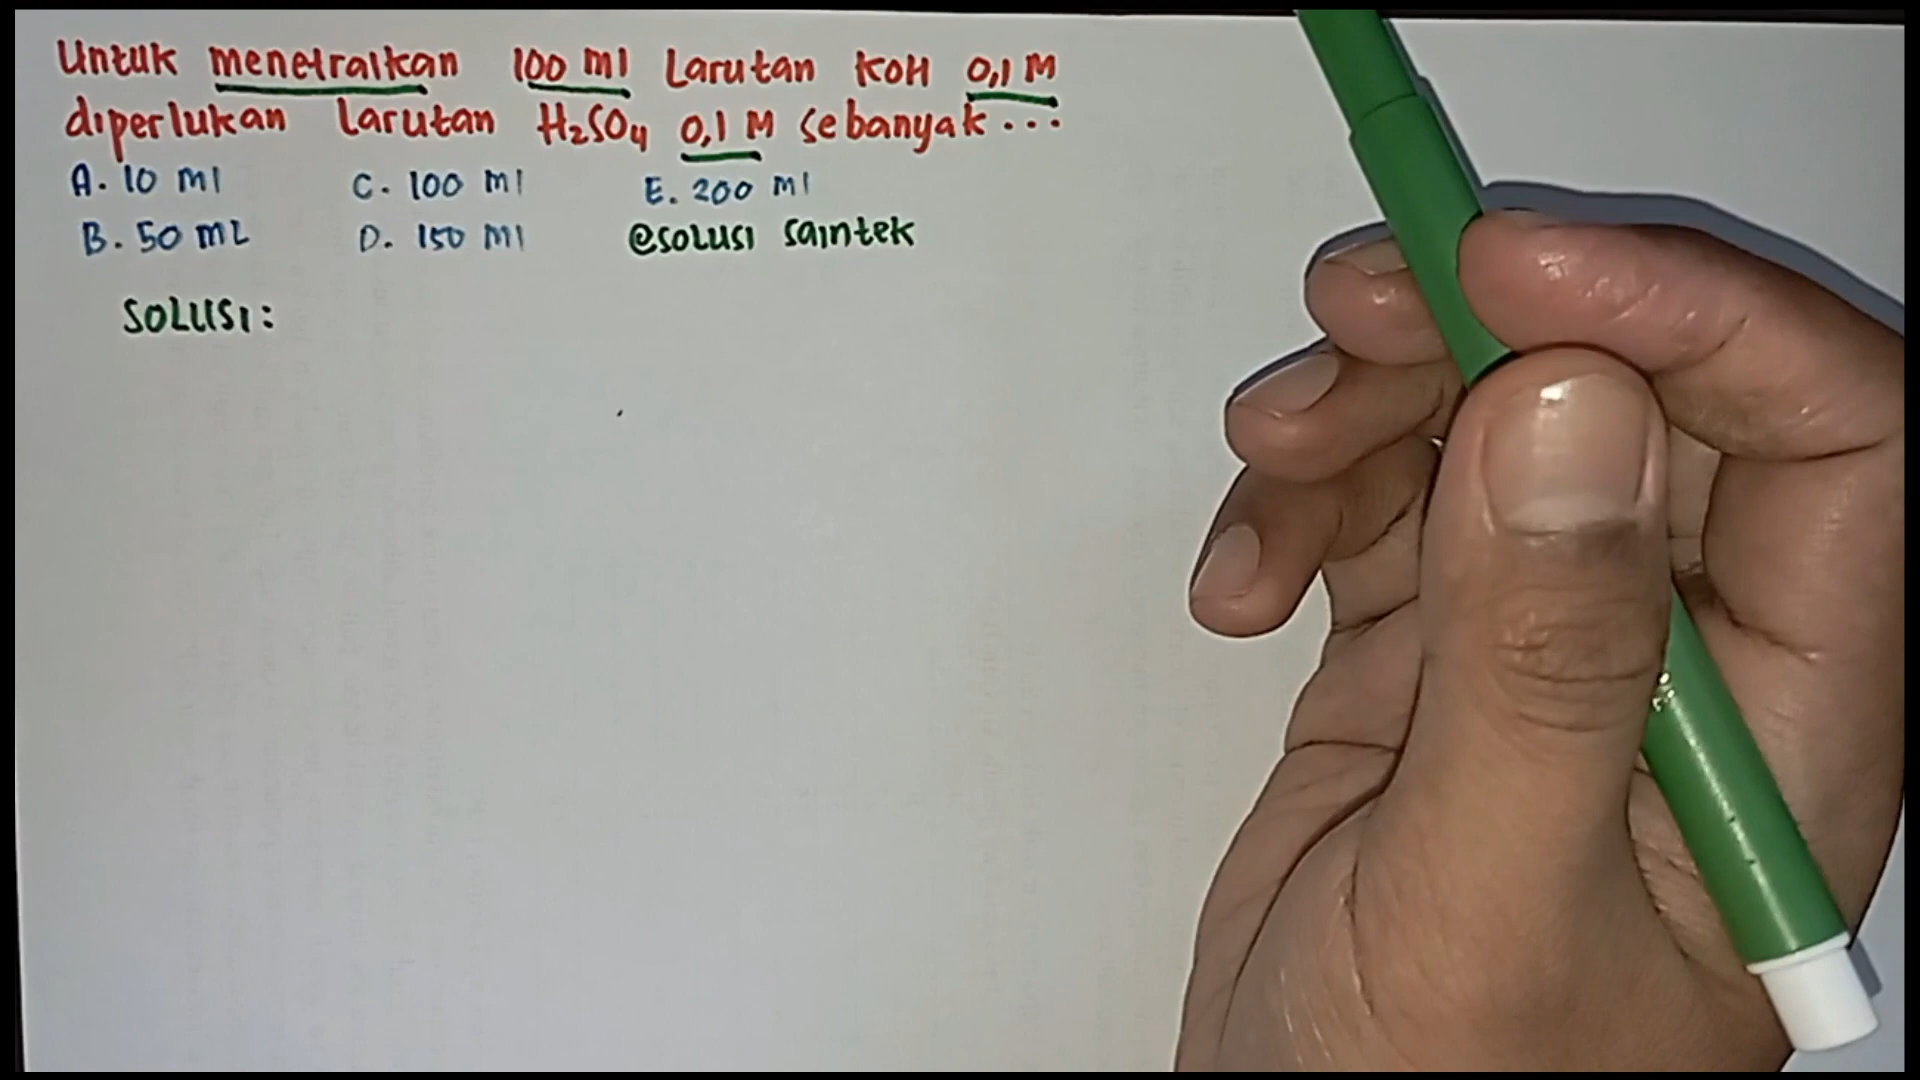 Untuk menetralkan 100 ml Larutan KOH 0,1 M
diperlukan Larutan H₂SO₄ 0,1 M sebanyak...
A. 10 ml C. 100 ml E. 200 ml
B. 50 mL D. 150 ml @solusi saintek
SOLUSI: